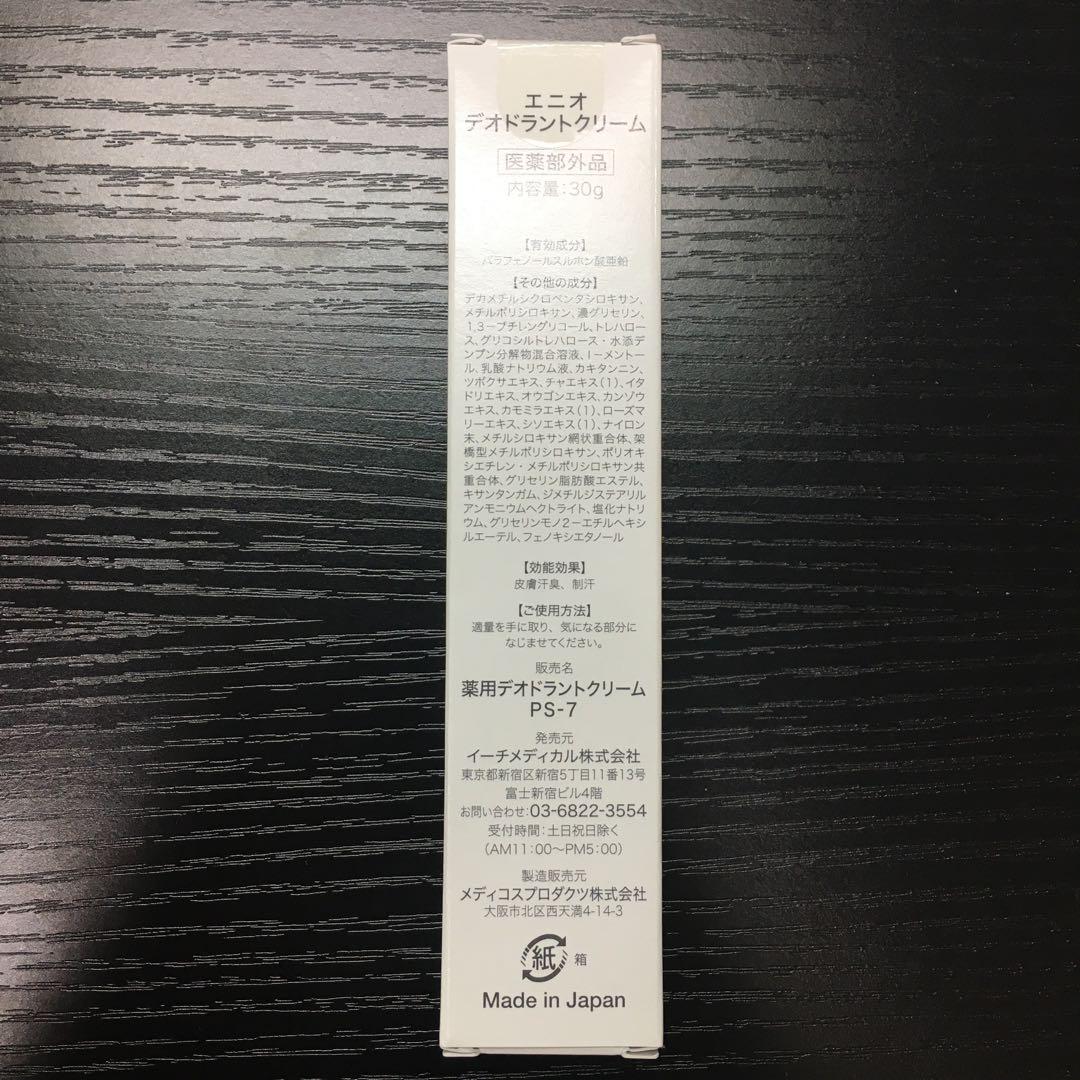 エニオ
デオドラントクリーム
医薬部外品
内容量:30g
【有効成分】
パラフェノールスルホン酸亜鉛
【その他の成分】
デカメチルシクロペンタシロキサン、
メチルポリシロキサン、濃グリセリン、
1,3-ブチレングリコール、トレハロー
ス、グリコシルトレハロース・水添デ
ンプン分解物混合溶液、l-メントー
ル、乳酸ナトリウム液、カキタンニン、
ツボクサエキス、チャエキス(1)、イタ
ドリエキス、オウゴンエキス、カンゾウ
エキス、カモミラエキス(1)、ローズマ
リーエキス、シソエキス(1)、ナイロン
末、メチルシロキサン網状重合体、架
橋型メチルポリシロキサン、ポリオキ
シエチレン・メチルポリシロキサン共
重合体、グリセリン脂肪酸エステル、
キサンタンガム、ジメチルジステアリル
アンモニウムヘクトライト、塩化ナトリ
ウム、グリセリンモノ2-エチルヘキシ
ルエーテル、フェノキシエタノール
【効能効果】
皮膚汗臭、制汗
【ご使用方法】
適量を手に取り、気になる部分に
なじませてください。
販売名
薬用デオドラントクリーム
PS-7
発売元
イーチメディカル株式会社
東京都新宿区新宿5丁目11番13号
富士新宿ビル4階
お問い合わせ:03-6822-3554
受付時間:土日祝日除く
(AM11:00〜PM5:00)
製造販売元
メディコスプロダクツ株式会社
大阪市北区西天満4-14-3
紙 箱
Made in Japan